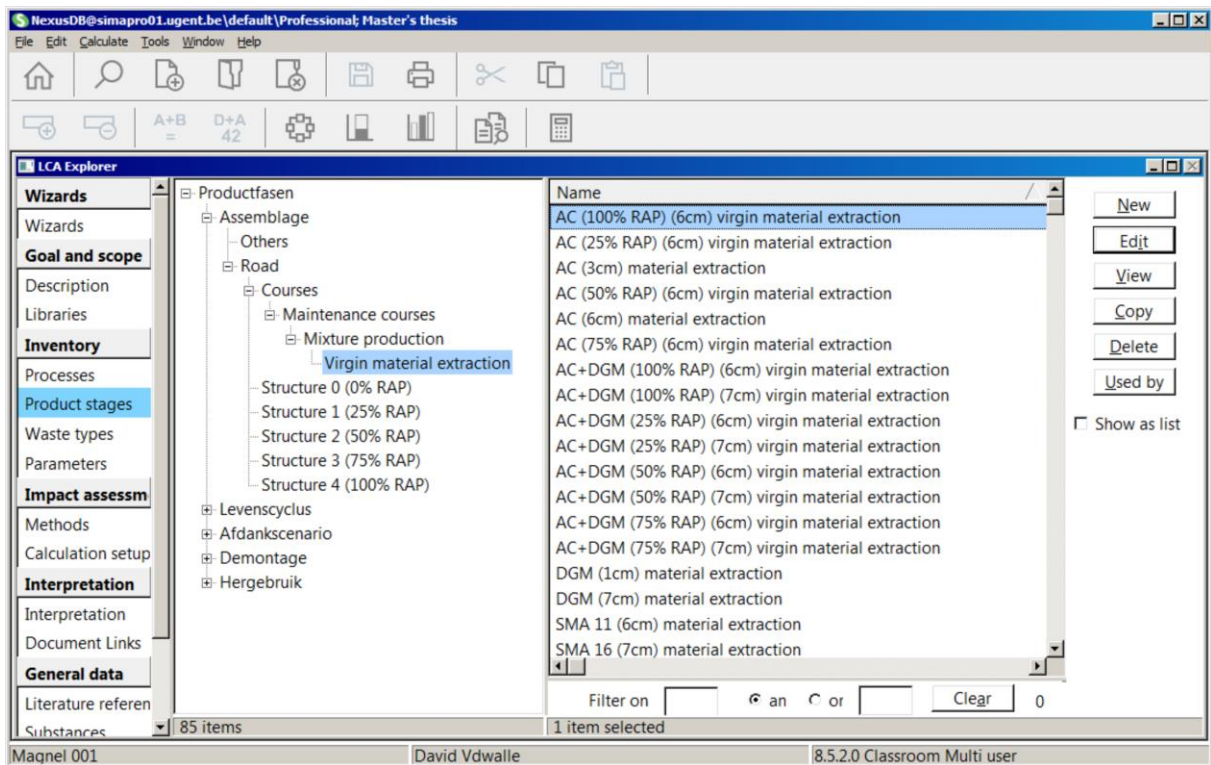 NexusDB@simapro01.ugent.be\default\Professional; Master's thesis
File Edit Calculate Tools Window Help
A+B
=
D+A
42
LCA Explorer
Wizards
Wizards
Goal and scope
Description
Libraries
Inventory
Processes
Product stages
Waste types
Parameters
Impact assessm
Methods
Calculation setup
Interpretation
Interpretation
Document Links
General data
Literature referen
Substances
Productfasen
Assemblage
Others
Road
Courses
Maintenance courses
Mixture production
Virgin material extraction
Structure 0 (0% RAP)
Structure 1 (25% RAP)
Structure 2 (50% RAP)
Structure 3 (75% RAP)
Structure 4 (100% RAP)
Levenscyclus
Afdankscenario
Demontage
Hergebruik
85 items
Name
AC (100% RAP) (6cm) virgin material extraction
AC (25% RAP) (6cm) virgin material extraction
AC (3cm) material extraction
AC (50% RAP) (6cm) virgin material extraction
AC (6cm) material extraction
AC (75% RAP) (6cm) virgin material extraction
AC+DGM (100% RAP) (6cm) virgin material extraction
AC+DGM (100% RAP) (7cm) virgin material extraction
AC+DGM (25% RAP) (6cm) virgin material extraction
AC+DGM (25% RAP) (7cm) virgin material extraction
AC+DGM (50% RAP) (6cm) virgin material extraction
AC+DGM (50% RAP) (7cm) virgin material extraction
AC+DGM (75% RAP) (6cm) virgin material extraction
AC+DGM (75% RAP) (7cm) virgin material extraction
DGM (1cm) material extraction
DGM (7cm) material extraction
SMA 11 (6cm) material extraction
SMA 16 (7cm) material extraction
Filter on an or Clear 0
1 item selected
New
Edit
View
Copy
Delete
Used by
Show as list
Magnel 001 David Vdwalle 8.5.2.0 Classroom Multi user